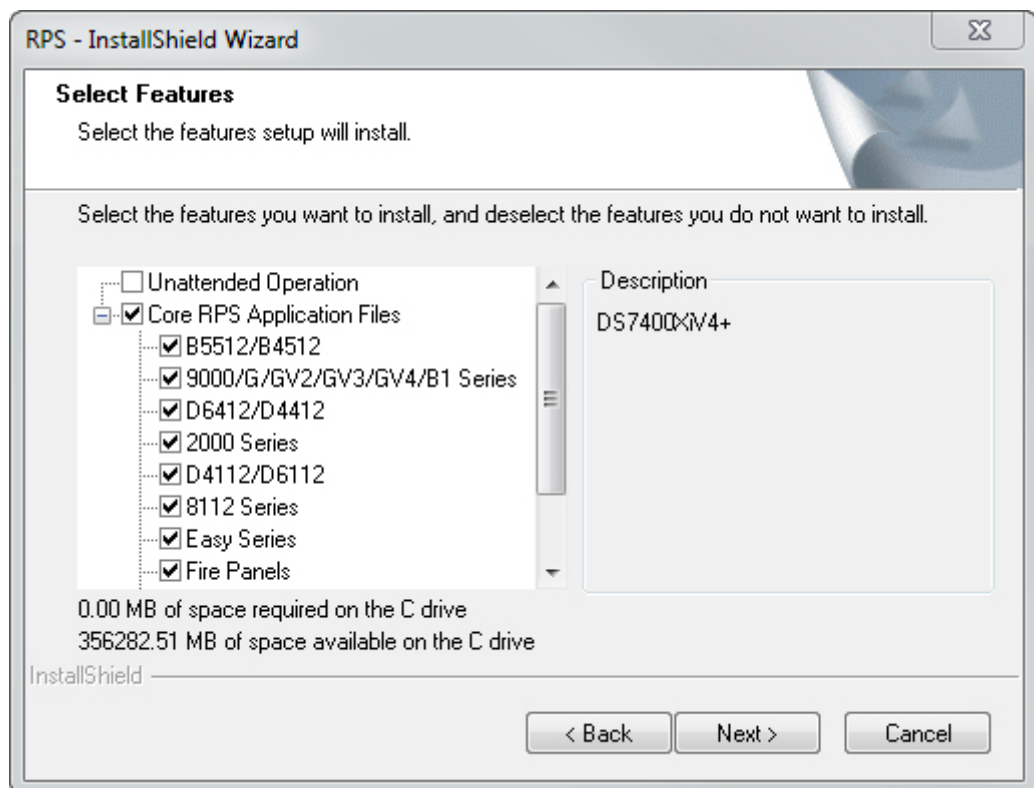 RPS - InstallShield Wizard
Select Features
Select the features setup will install.
Select the features you want to install, and deselect the features you do not want to install.
Unattended Operation
Core RPS Application Files
B5512/B4512
9000/G/GV2/GV3/GV4/B1 Series
D6412/D4412
2000 Series
D4112/D6112
8112 Series
Easy Series
Fire Panels
Description
DS7400XiV4+
0.00 MB of space required on the C drive
356282.51 MB of space available on the C drive
InstallShield
< Back
Next >
Cancel